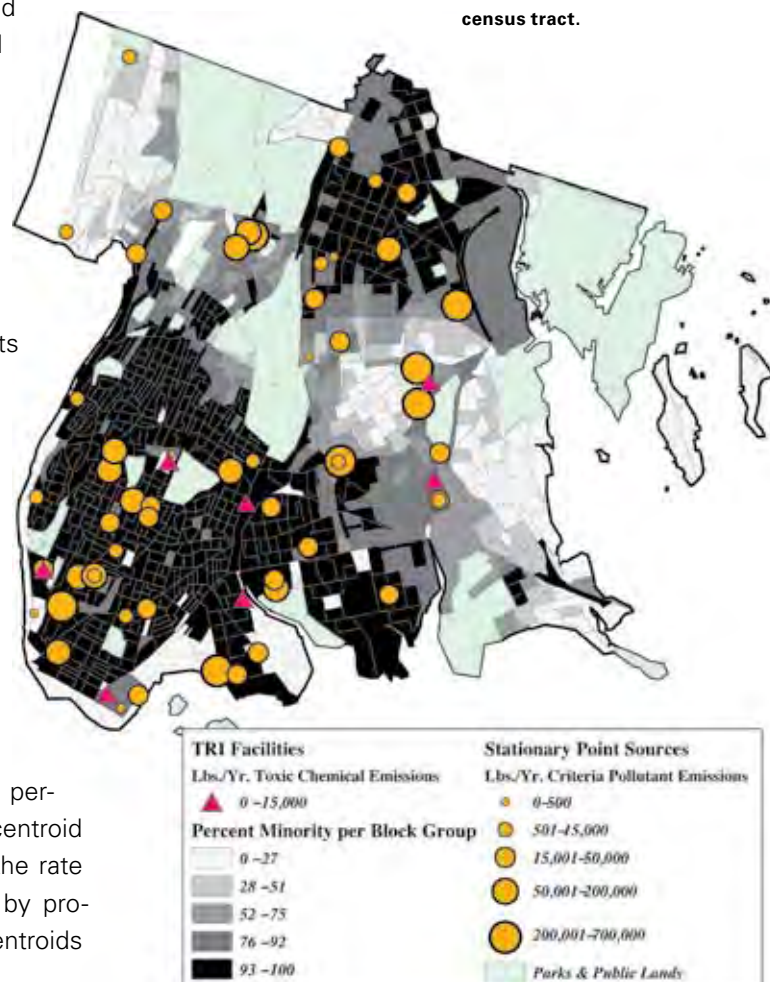 census tract.
d
l
ts
per-
centroid
he rate
by pro-
entroids
TRI Facilities
Lbs./Yr. Toxic Chemical Emissions
0 –15,000
Percent Minority per Block Group
0 –27
28 –51
52 –75
76 –92
93 –100
Stationary Point Sources
Lbs./Yr. Criteria Pollutant Emissions
0-500
501-15,000
15,001-50,000
50,001-200,000
200,001-700,000
Parks & Public Lands